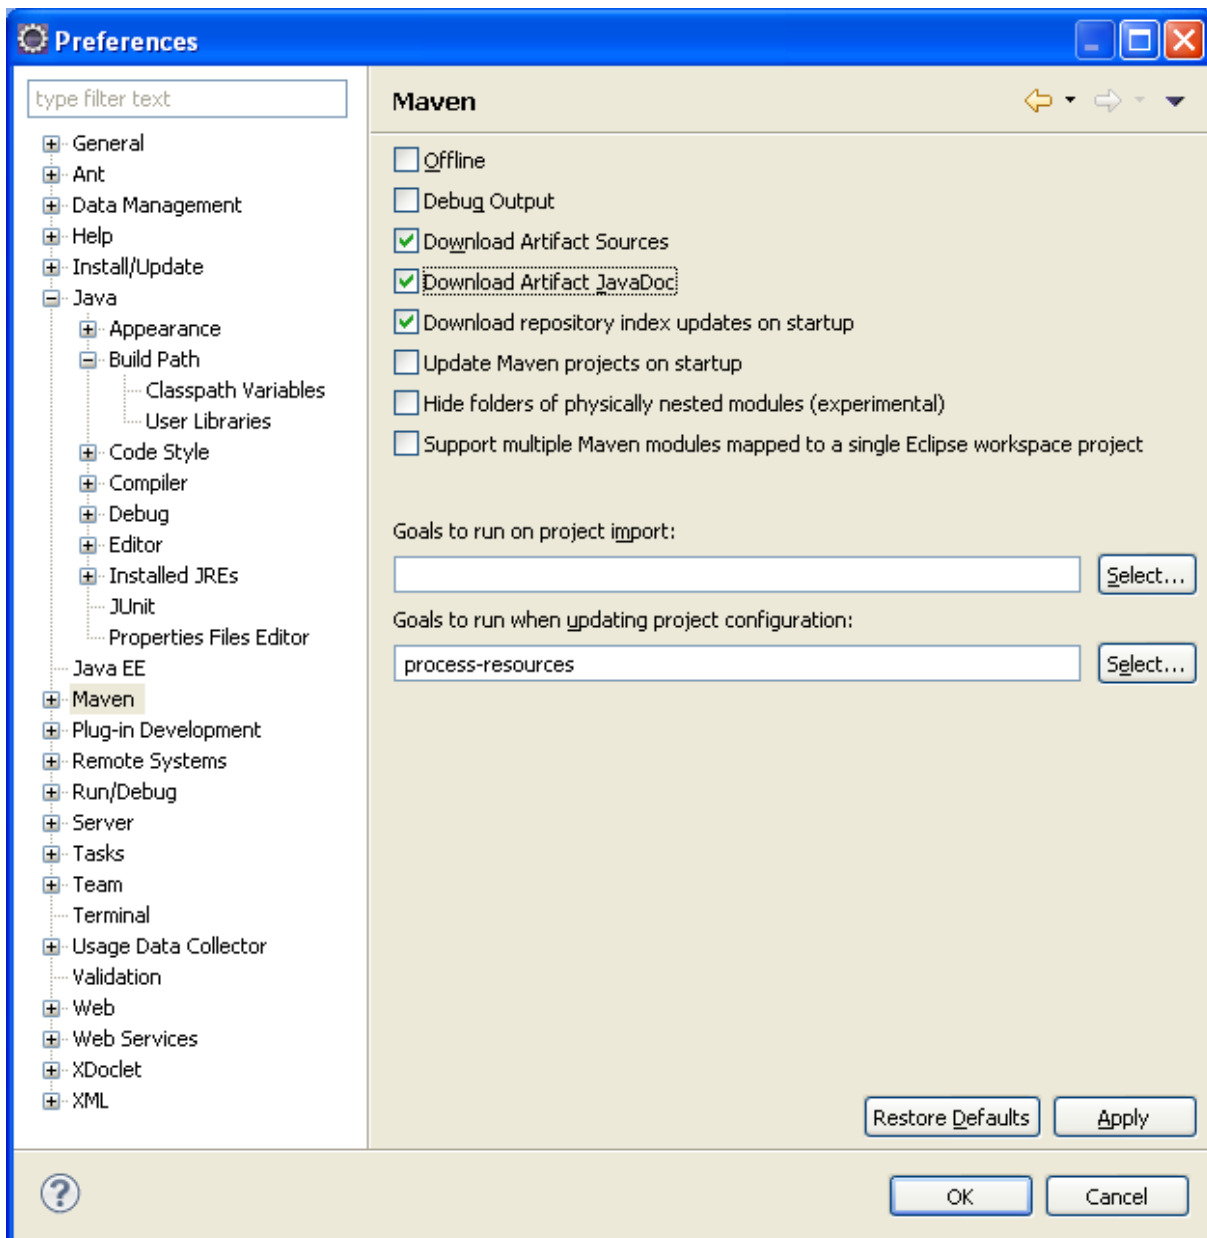 Preferences
type filter text
General
Ant
Data Management
Help
Install/Update
Java
Appearance
Build Path
Classpath Variables
User Libraries
Code Style
Compiler
Debug
Editor
Installed JREs
JUnit
Properties Files Editor
Java EE
Maven
Plug-in Development
Remote Systems
Run/Debug
Server
Tasks
Team
Terminal
Usage Data Collector
Validation
Web
Web Services
XDoclet
XML
Maven
Offline
Debug Output
Download Artifact Sources
Download Artifact JavaDoc
Download repository index updates on startup
Update Maven projects on startup
Hide folders of physically nested modules (experimental)
Support multiple Maven modules mapped to a single Eclipse workspace project
Goals to run on project import:
Select...
Goals to run when updating project configuration:
process-resources Select...
Restore Defaults Apply
? OK Cancel